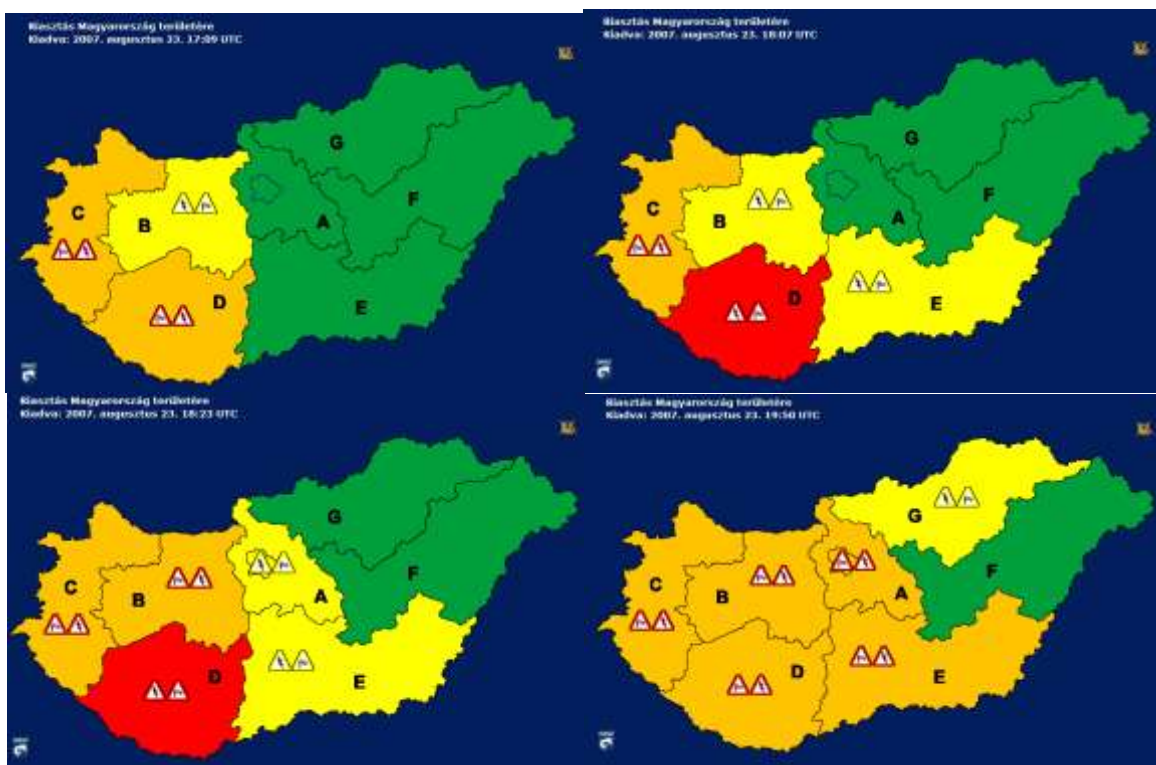 Riasztás Magyarország területére
Kiadva: 2007. augusztus 23. 17:09 UTC
G
F
C
A
B
D
E
Riasztás Magyarország területére
Kiadva: 2007. augusztus 23. 18:07 UTC
G
F
C
A
B
D
E
Riasztás Magyarország területére
Kiadva: 2007. augusztus 23. 18:23 UTC
G
F
C
A
B
D
E
Riasztás Magyarország területére
Kiadva: 2007. augusztus 23. 19:50 UTC
G
F
C
A
B
D
E